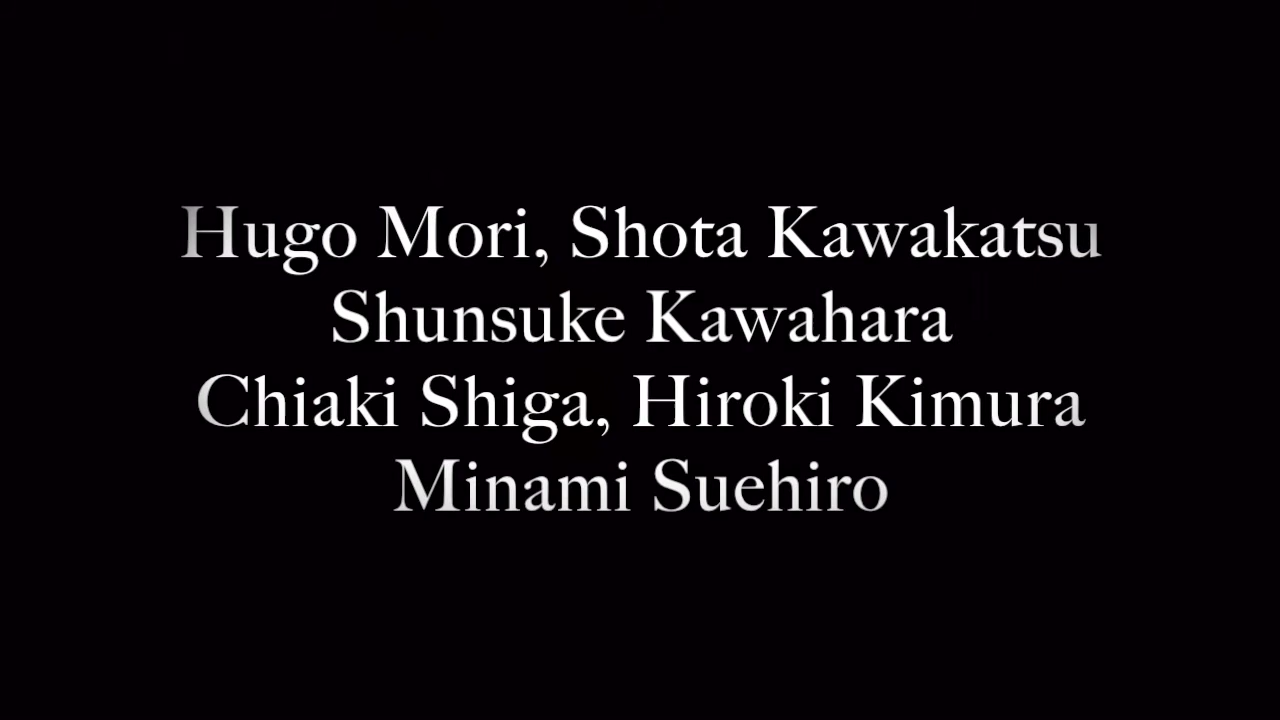 Hugo Mori, Shota Kawakatsu
Shunsuke Kawahara
Chiaki Shiga, Hiroki Kimura
Minami Suehiro